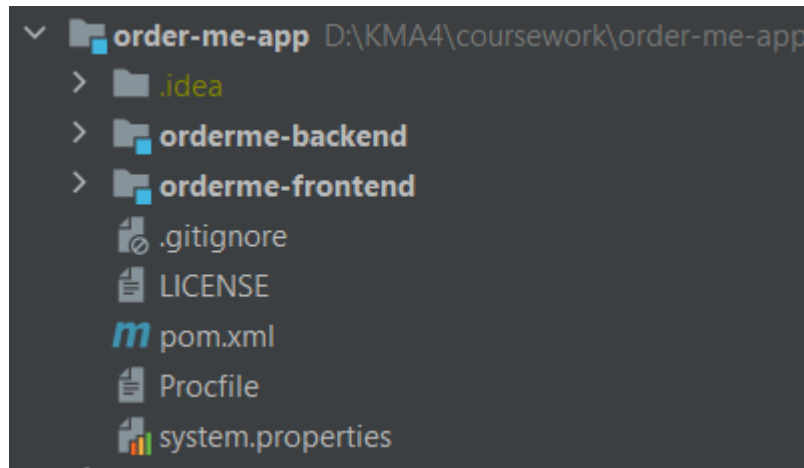 order-me-app D:\KMA4\coursework\order-me-app
.idea
orderme-backend
orderme-frontend
.gitignore
LICENSE
pom.xml
Procfile
system.properties